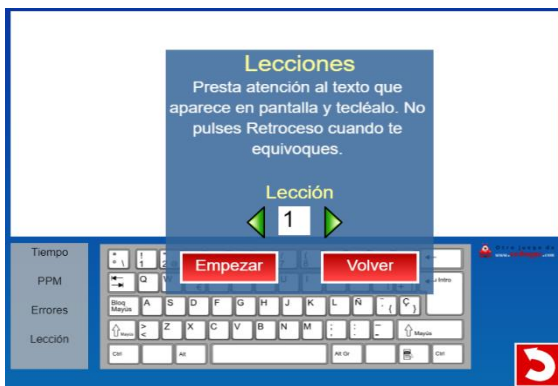 Lecciones
Presta atención al texto que
aparece en pantalla y tecléalo. No
pulses Retroceso cuando te
equivoques.
Lección
1
Empezar Volver
Tiempo
PPM
Errores
Lección
Q
Intro
Bloq
Mayús A S D F G H J K L Ñ { Ç }
Mayús > < Z X C V B N M ; , : . _ - Mayús
Ctrl Alt Alt Gr Ctrl